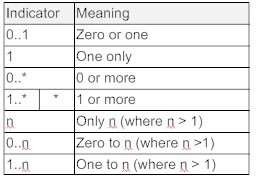 Indicator Meaning
0..1 Zero or one
1 One only
0..* 0 or more
1..* * 1 or more
n Only n (where n > 1)
0..n Zero to n (where n >1)
1..n One to n (where n > 1)